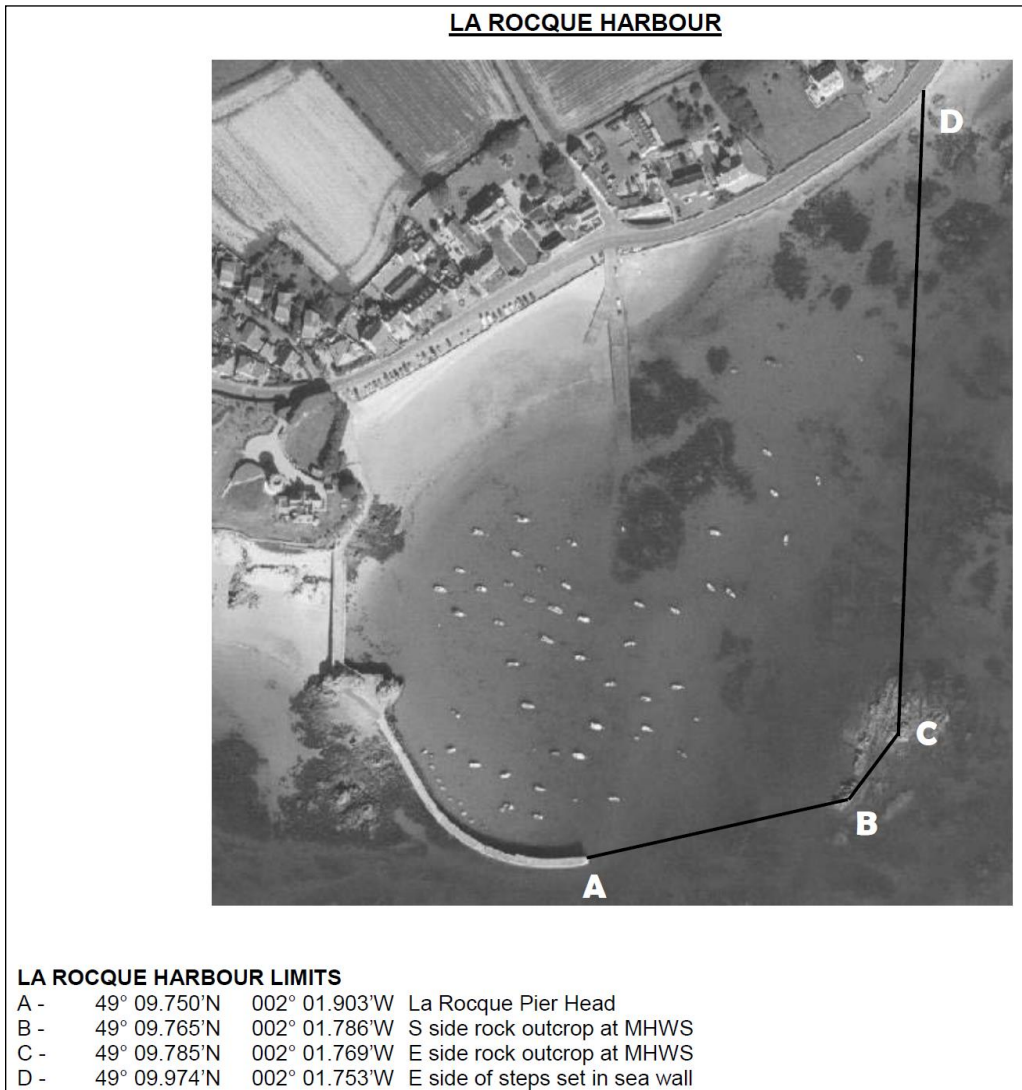 LA ROCQUE HARBOUR
D
C
B
A
LA ROCQUE HARBOUR LIMITS
A - 49° 09.750’N 002° 01.903’W La Rocque Pier Head
B - 49° 09.765’N 002° 01.786’W S side rock outcrop at MHWS
C - 49° 09.785’N 002° 01.769’W E side rock outcrop at MHWS
D - 49° 09.974’N 002° 01.753’W E side of steps set in sea wall